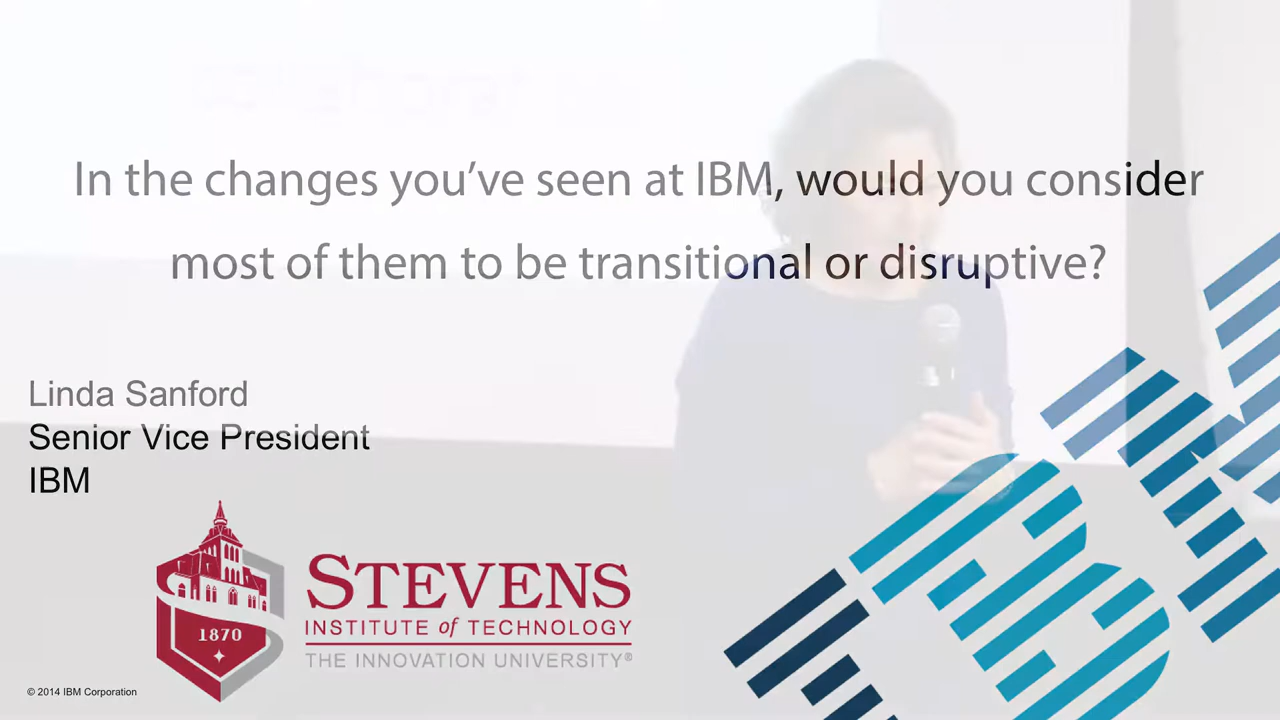 In the changes you’ve seen at IBM, would you consider
most of them to be transitional or disruptive?
Linda Sanford
Senior Vice President
IBM
1870
STEVENS
INSTITUTE of TECHNOLOGY
THE INNOVATION UNIVERSITY®
© 2014 IBM Corporation
IBM